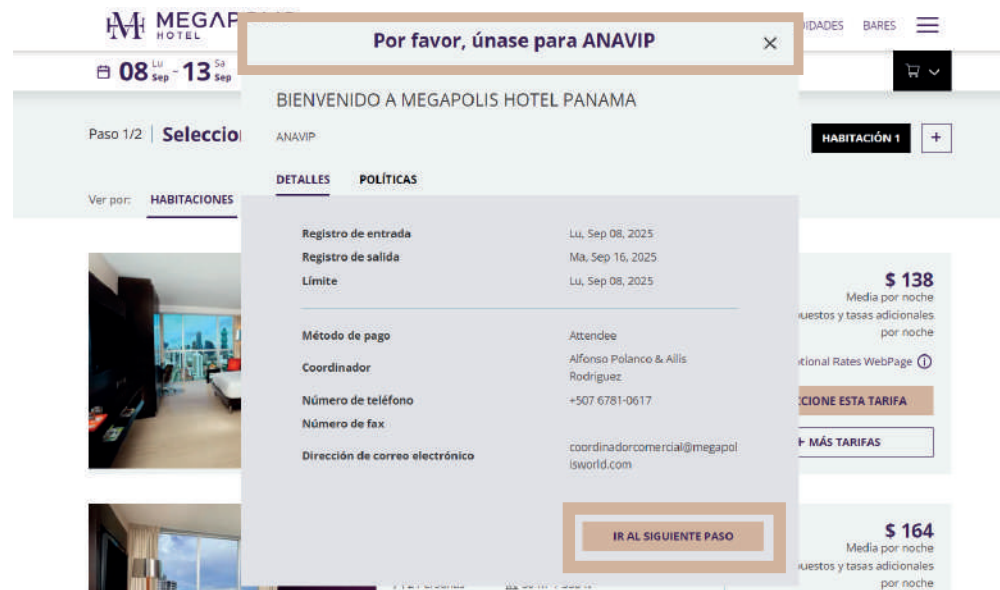 MEGAP
HOTEL
Por favor, únase para ANAVIP
BARES
08 Lu Sep - 13 Sa Sep
BIENVENIDO A MEGAPOLIS HOTEL PANAMA
Paso 1/2 | Seleccio
ANAVIP
HABITACIÓN 1 +
DETALLES POLÍTICAS
Ver por: HABITACIONES
Registro de entrada Lu, Sep 08, 2025
Registro de salida Ma, Sep 16, 2025
Límite Lu, Sep 08, 2025
$ 138
Media por noche
puestos y tasas adicionales
por noche
Método de pago Attendee
Coordinador Alfonso Polanco & Ailis
Rodriguez
tional Rates WebPage
Número de teléfono +507 6781-0617
CCIONE ESTA TARIFA
Número de fax
+ MÁS TARIFAS
Dirección de correo electrónico coordinadorcomercial@megapol
isworld.com
IR AL SIGUIENTE PASO
$ 164
Media por noche
puestos y tasas adicionales
por noche